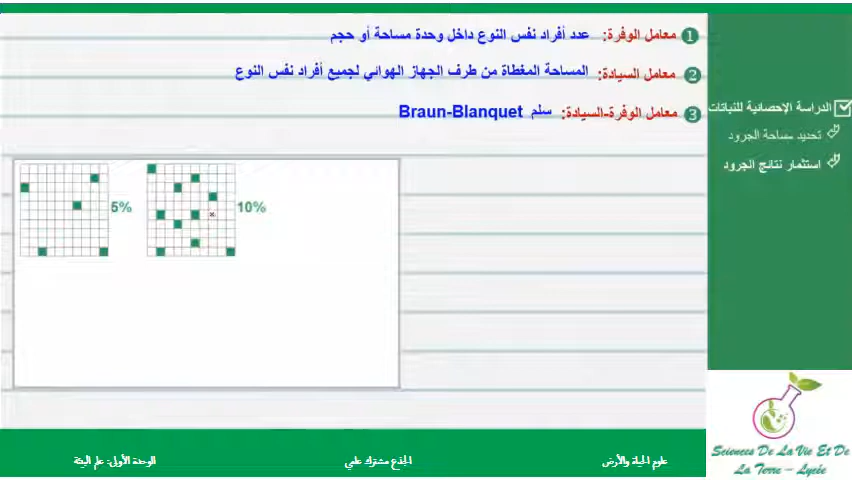 ❶ معامل الوفرة: عدد أفراد نفس النوع داخل وحدة مساحة أو حجم
❷ معامل السيادة: المساحة المغطاة من طرف الجهاز الهوائي لجميع أفراد نفس النوع
❸ معامل الوفرة-السيادة: سلم Braun-Blanquet
الدراسة الإحصائية للنباتات
تحديد مساحة الجرود
استثمار نتائج الجرود
5%
10%
Sciences De La Vie Et De
La Terre – Lycée
علوم الحياة والأرض
الجذع مشترك علمي
الوحدة الأولى: علم البيئة